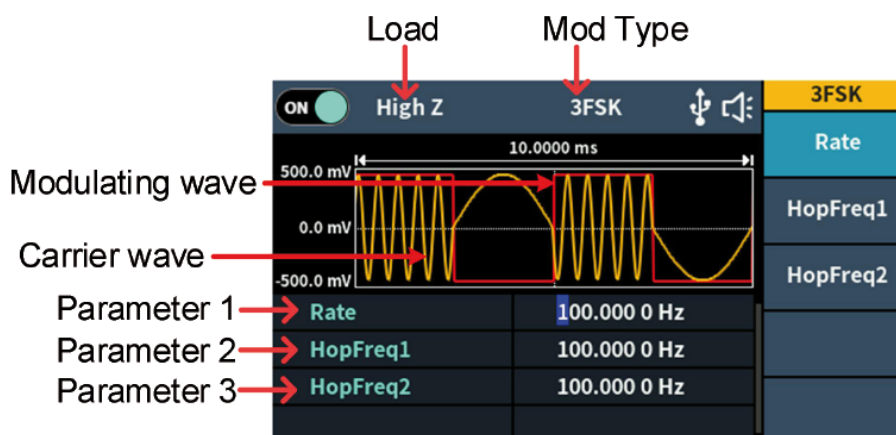 Load
Mod Type
ON
High Z
3FSK
3FSK
Rate
HopFreq1
HopFreq2
10.0000 ms
500.0 mV
0.0 mV
-500.0 mV
Modulating wave
Carrier wave
Parameter 1
Rate
100.000 0 Hz
Parameter 2
HopFreq1
100.000 0 Hz
Parameter 3
HopFreq2
100.000 0 Hz